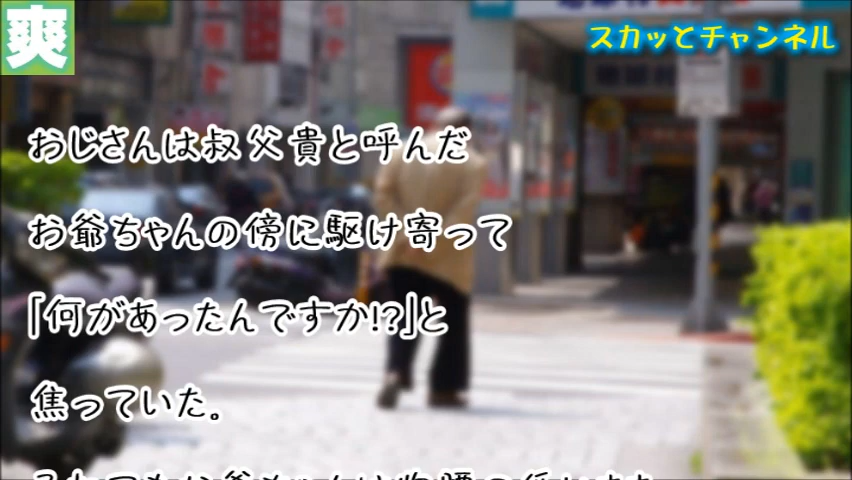 爽
スカッとチャンネル
おじさんは叔父貴と呼んだ
お爺ちゃんの傍に駆け寄って
「何があったんですか!?」と
焦っていた。